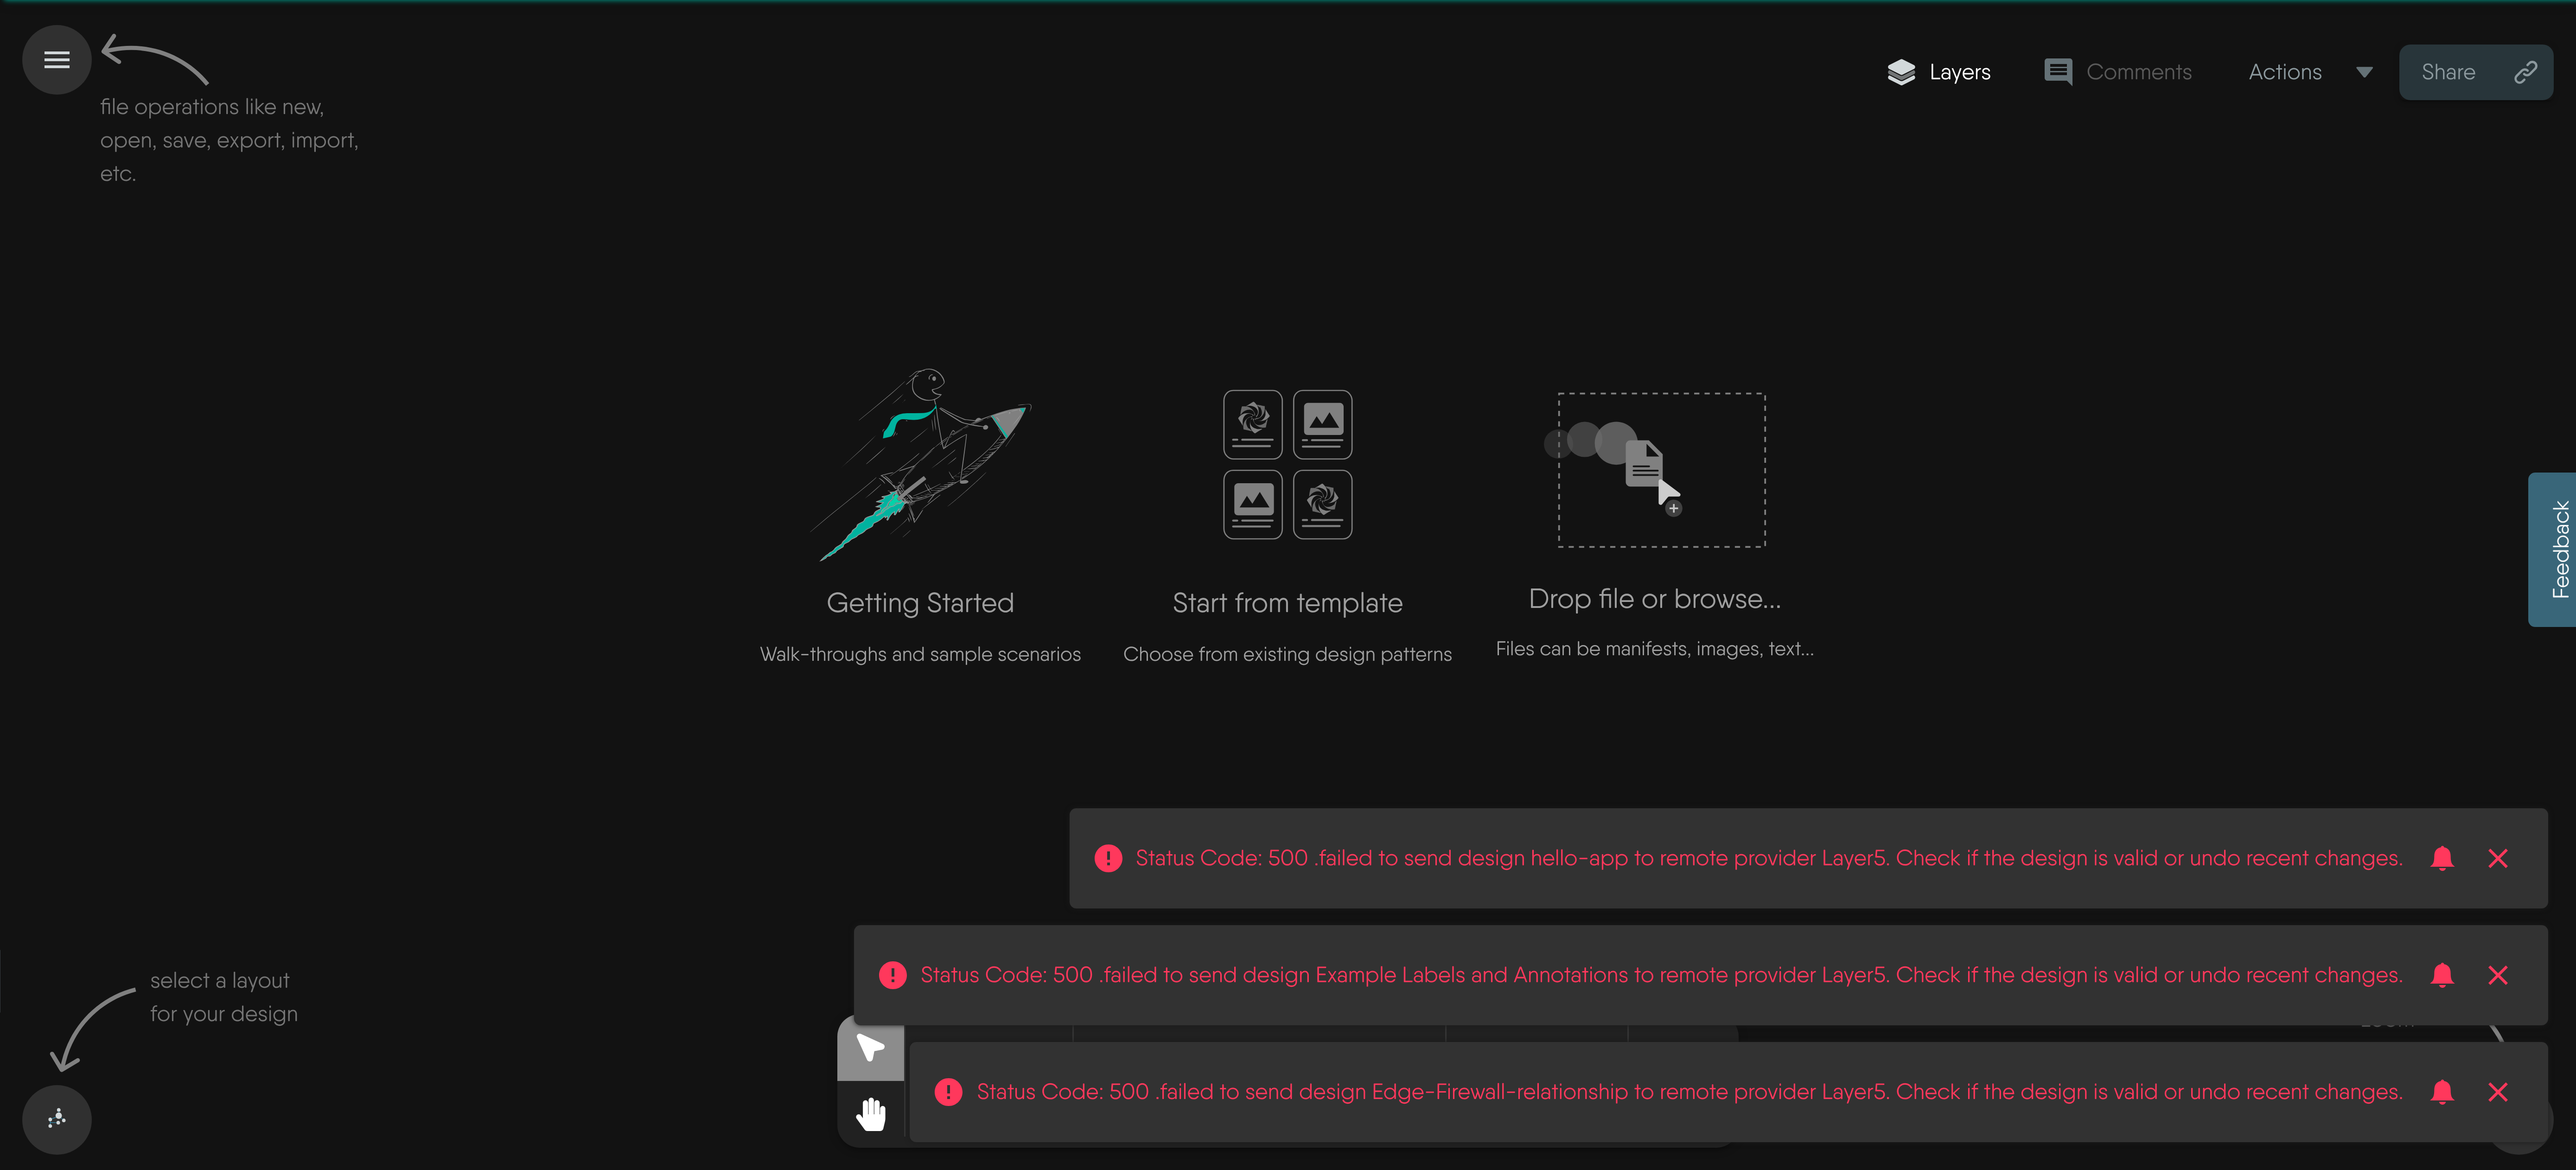 file operations like new,
open, save, export, import,
etc.
Layers
Comments
Actions
Share
Getting Started
Walk-throughs and sample scenarios
Start from template
Choose from existing design patterns
Drop file or browse...
Files can be manifests, images, text...
Feedback
Status Code: 500 .failed to send design hello-app to remote provider Layer5. Check if the design is valid or undo recent changes.
Status Code: 500 .failed to send design Example Labels and Annotations to remote provider Layer5. Check if the design is valid or undo recent changes.
select a layout
for your design
Status Code: 500 .failed to send design Edge-Firewall-relationship to remote provider Layer5. Check if the design is valid or undo recent changes.